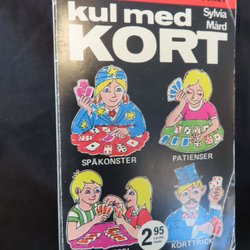 kul med
Sylvia
Mård
KORT
SPÅKONSTER
PATIENSER
2.95
KORTTRICK